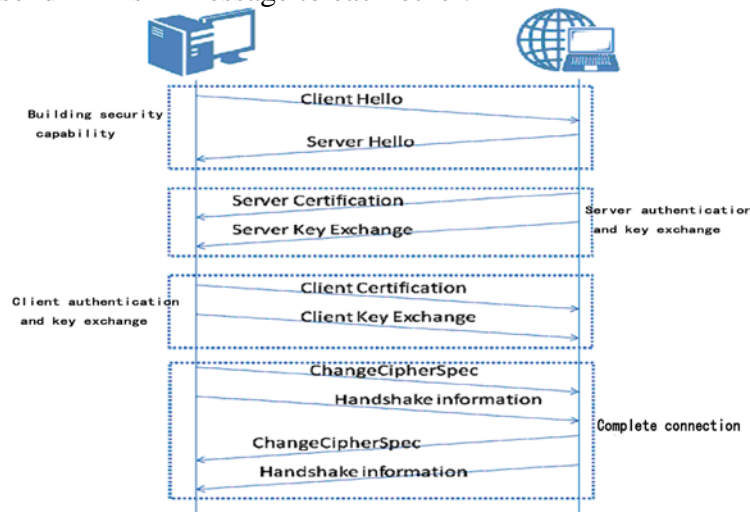 Client Hello
Building security
capability
Server Hello
Server Certification
Server Key Exchange
Server authentication
and key exchange
Client Certification
Client authentication
and key exchange
Client Key Exchange
ChangeCipherSpec
Handshake information
Complete connection
ChangeCipherSpec
Handshake information